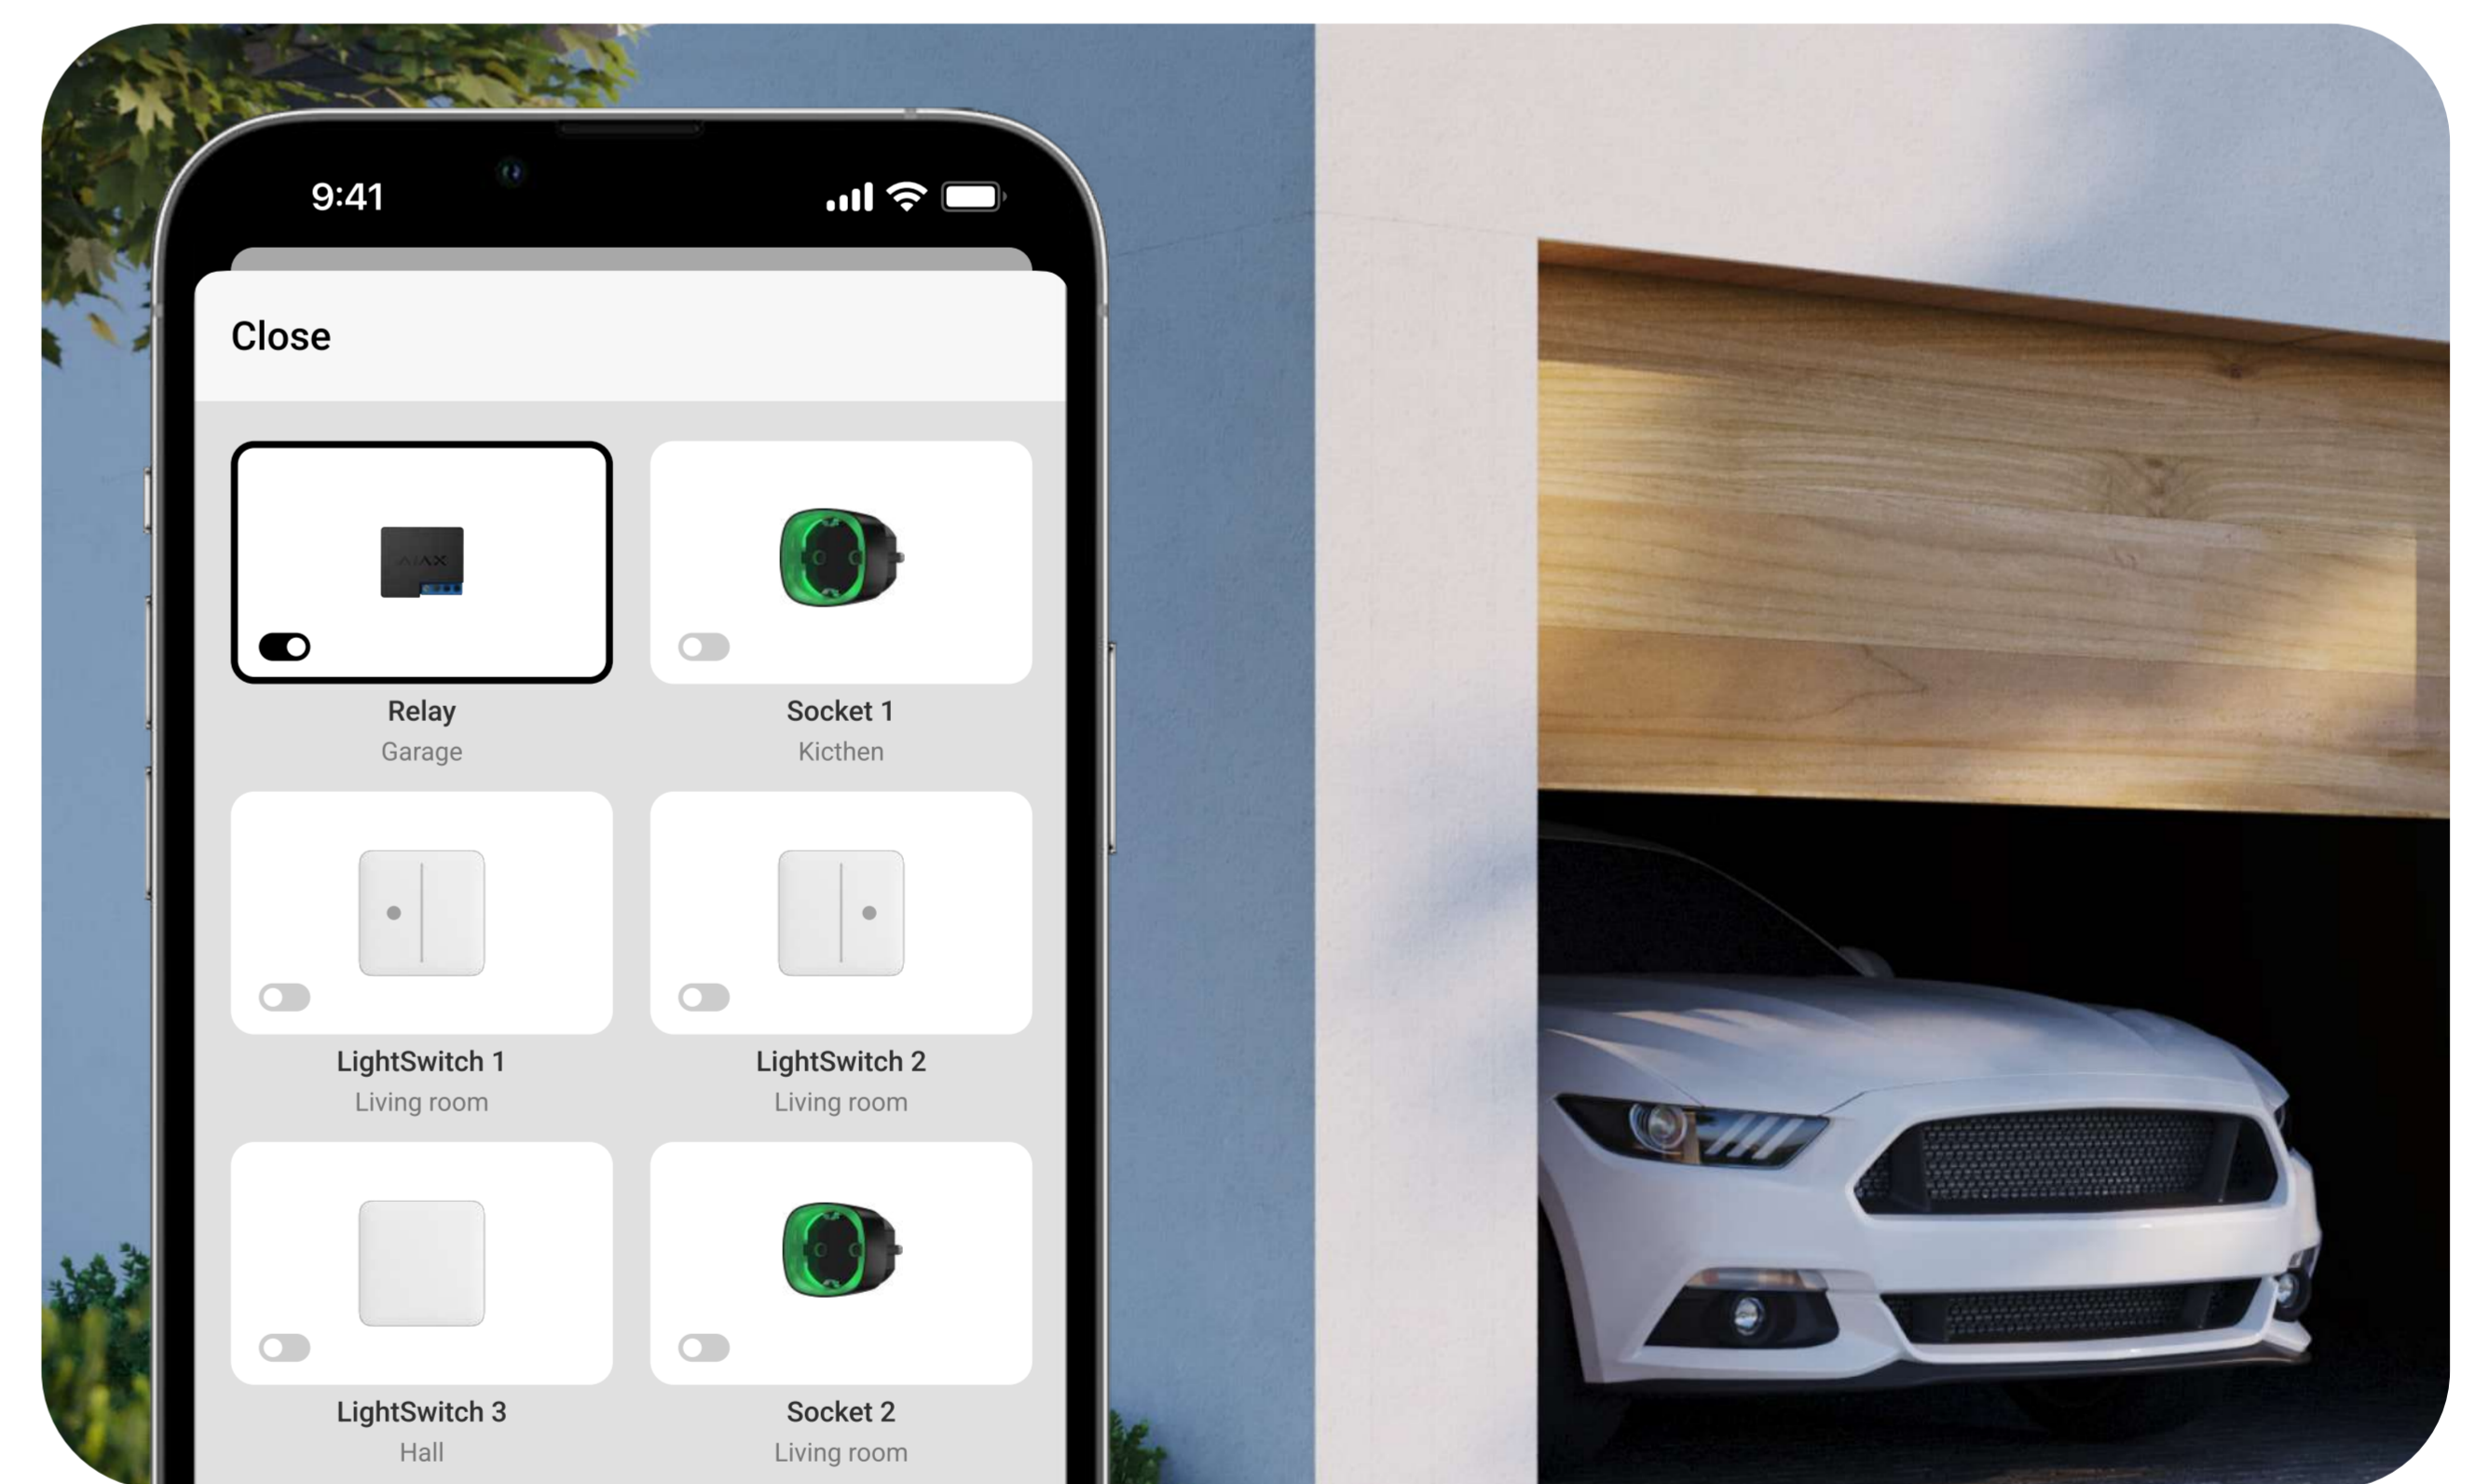 9:41
Close
AJAX
Relay
Garage
Socket 1
Kicthen
LightSwitch 1
Living room
LightSwitch 2
Living room
LightSwitch 3
Hall
Socket 2
Living room